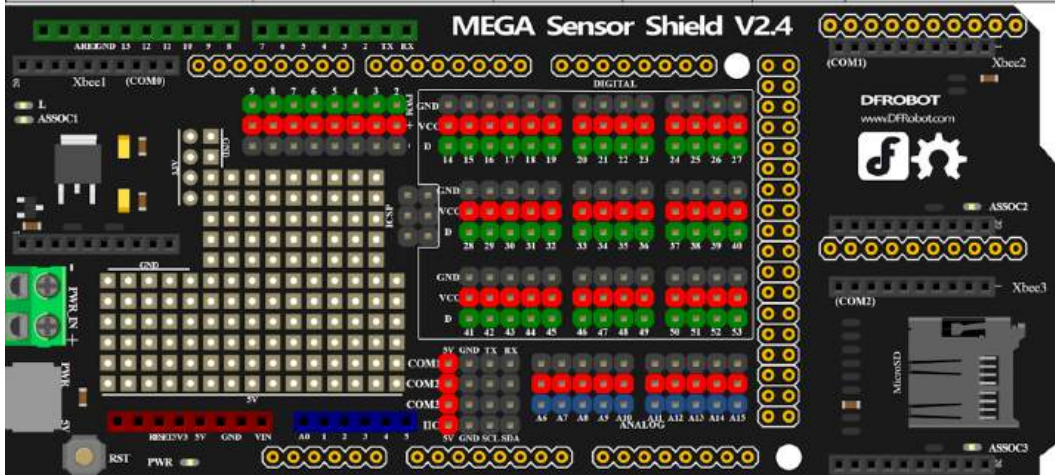 MEGA Sensor Shield V2.4
AREF GND 13 12 11 10 9 8
7 6 5 4 3 2 TX RX
Xbee1 (COM0)
(COM1) Xbee2
DIGITAL
L
ASSOC1
9 8 7 6 5 4 3 2
PWM
+
-
GND
VCC
D
14 15 16 17 18 19 20 21 22 23 24 25 26 27
DFROBOT
www.DFRobot.com
GND
ICSP
GND
VCC
D
28 29 30 31 32 33 34 35 36 37 38 39 40
ASSOC2
GND
PWR_IN
-
+
GND
VCC
D
41 42 43 44 45 46 47 48 49 50 51 52 53
Xbee3
(COM2)
MicroSD
5V GND TX RX
COM1
COM2
COM3
IIC
5V GND SCL SDA
5V
A6 A7 A8 A9 A10 A11 A12 A13 A14 A15
ANALOG
PWR
5V
RESET 3V3 5V GND VIN
A0 1 2 3 4 5
RST
PWR
ASSOC3